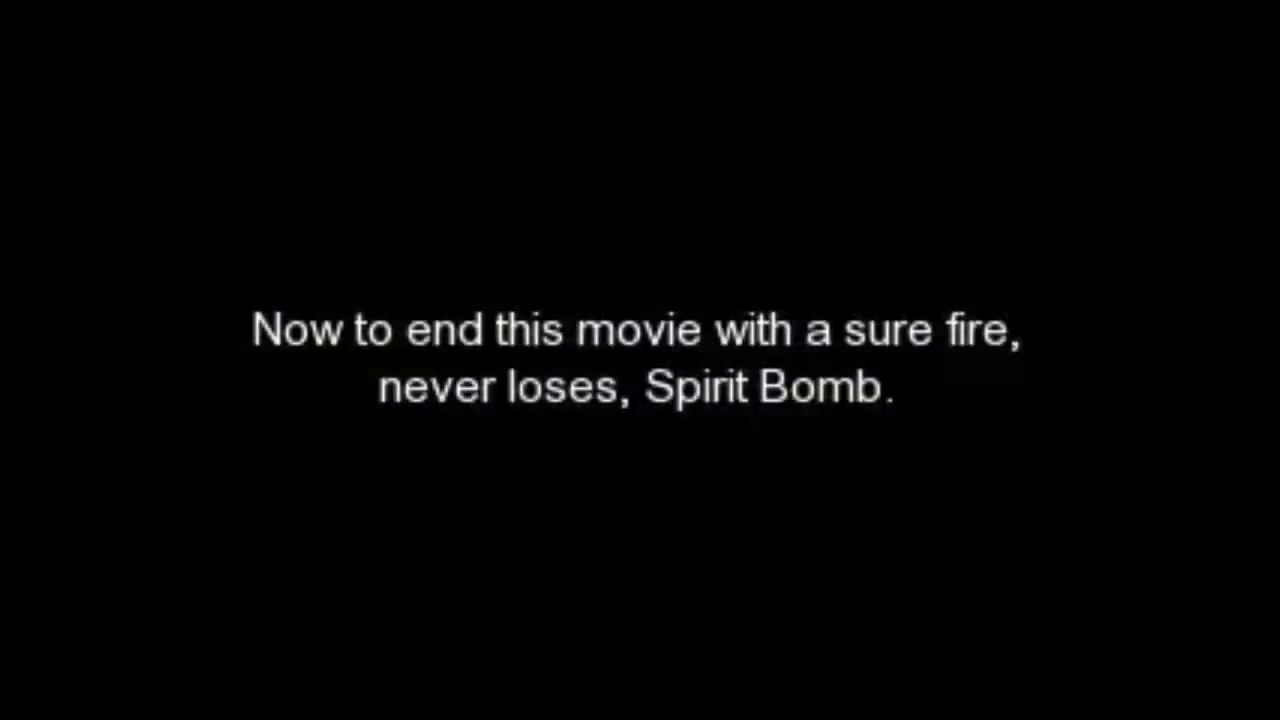 Now to end this movie with a sure fire,
never loses, Spirit Bomb.